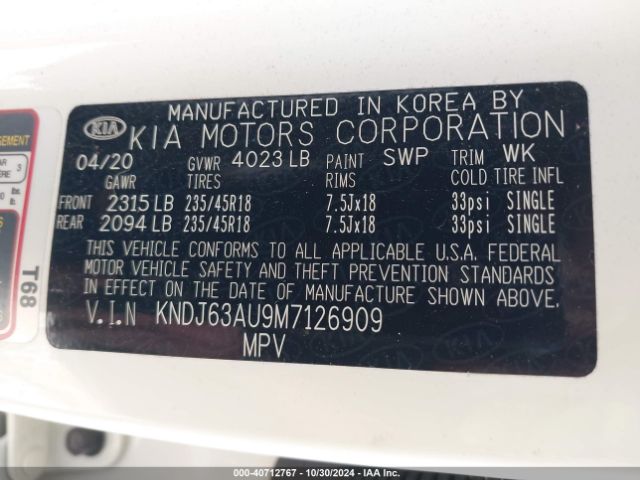 MANUFACTURED IN KOREA BY
KIA KIA MOTORS CORPORATION
04/20 GVWR 4023 LB PAINT SWP TRIM WK
GAWR TIRES RIMS COLD TIRE INFL
FRONT 2315 LB 235/45R18 7.5Jx18 33psi SINGLE
REAR 2094 LB 235/45R18 7.5Jx18 33psi SINGLE
THIS VEHICLE CONFORMS TO ALL APPLICABLE U.S.A. FEDERAL
MOTOR VEHICLE SAFETY AND THEFT PREVENTION STANDARDS
IN EFFECT ON THE DATE OF MANUFACTURE SHOWN ABOVE.
V.I.N KNDJ63AU9M7126909
MPV
T68
© 40712767 - 10/30/2024 - IAA Inc.